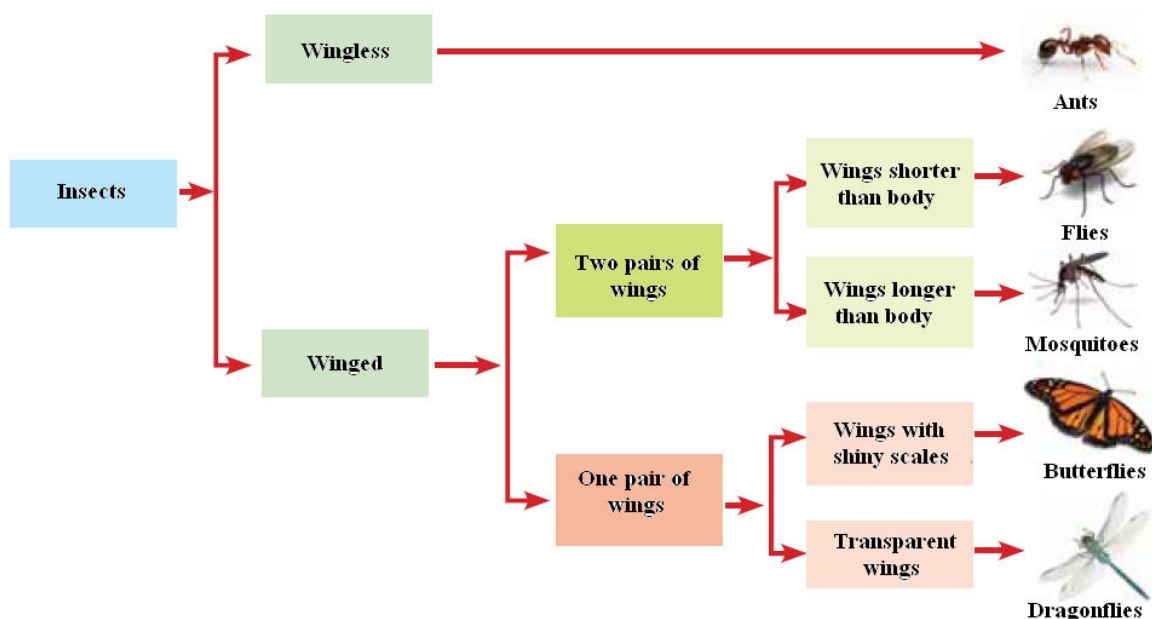 Wingless
Ants
Insects
Wings shorter
than body
Flies
Two pairs of
wings
Wings longer
than body
Mosquitoes
Winged
Wings with
shiny scales
Butterflies
One pair of
wings
Transparent
wings
Dragonflies